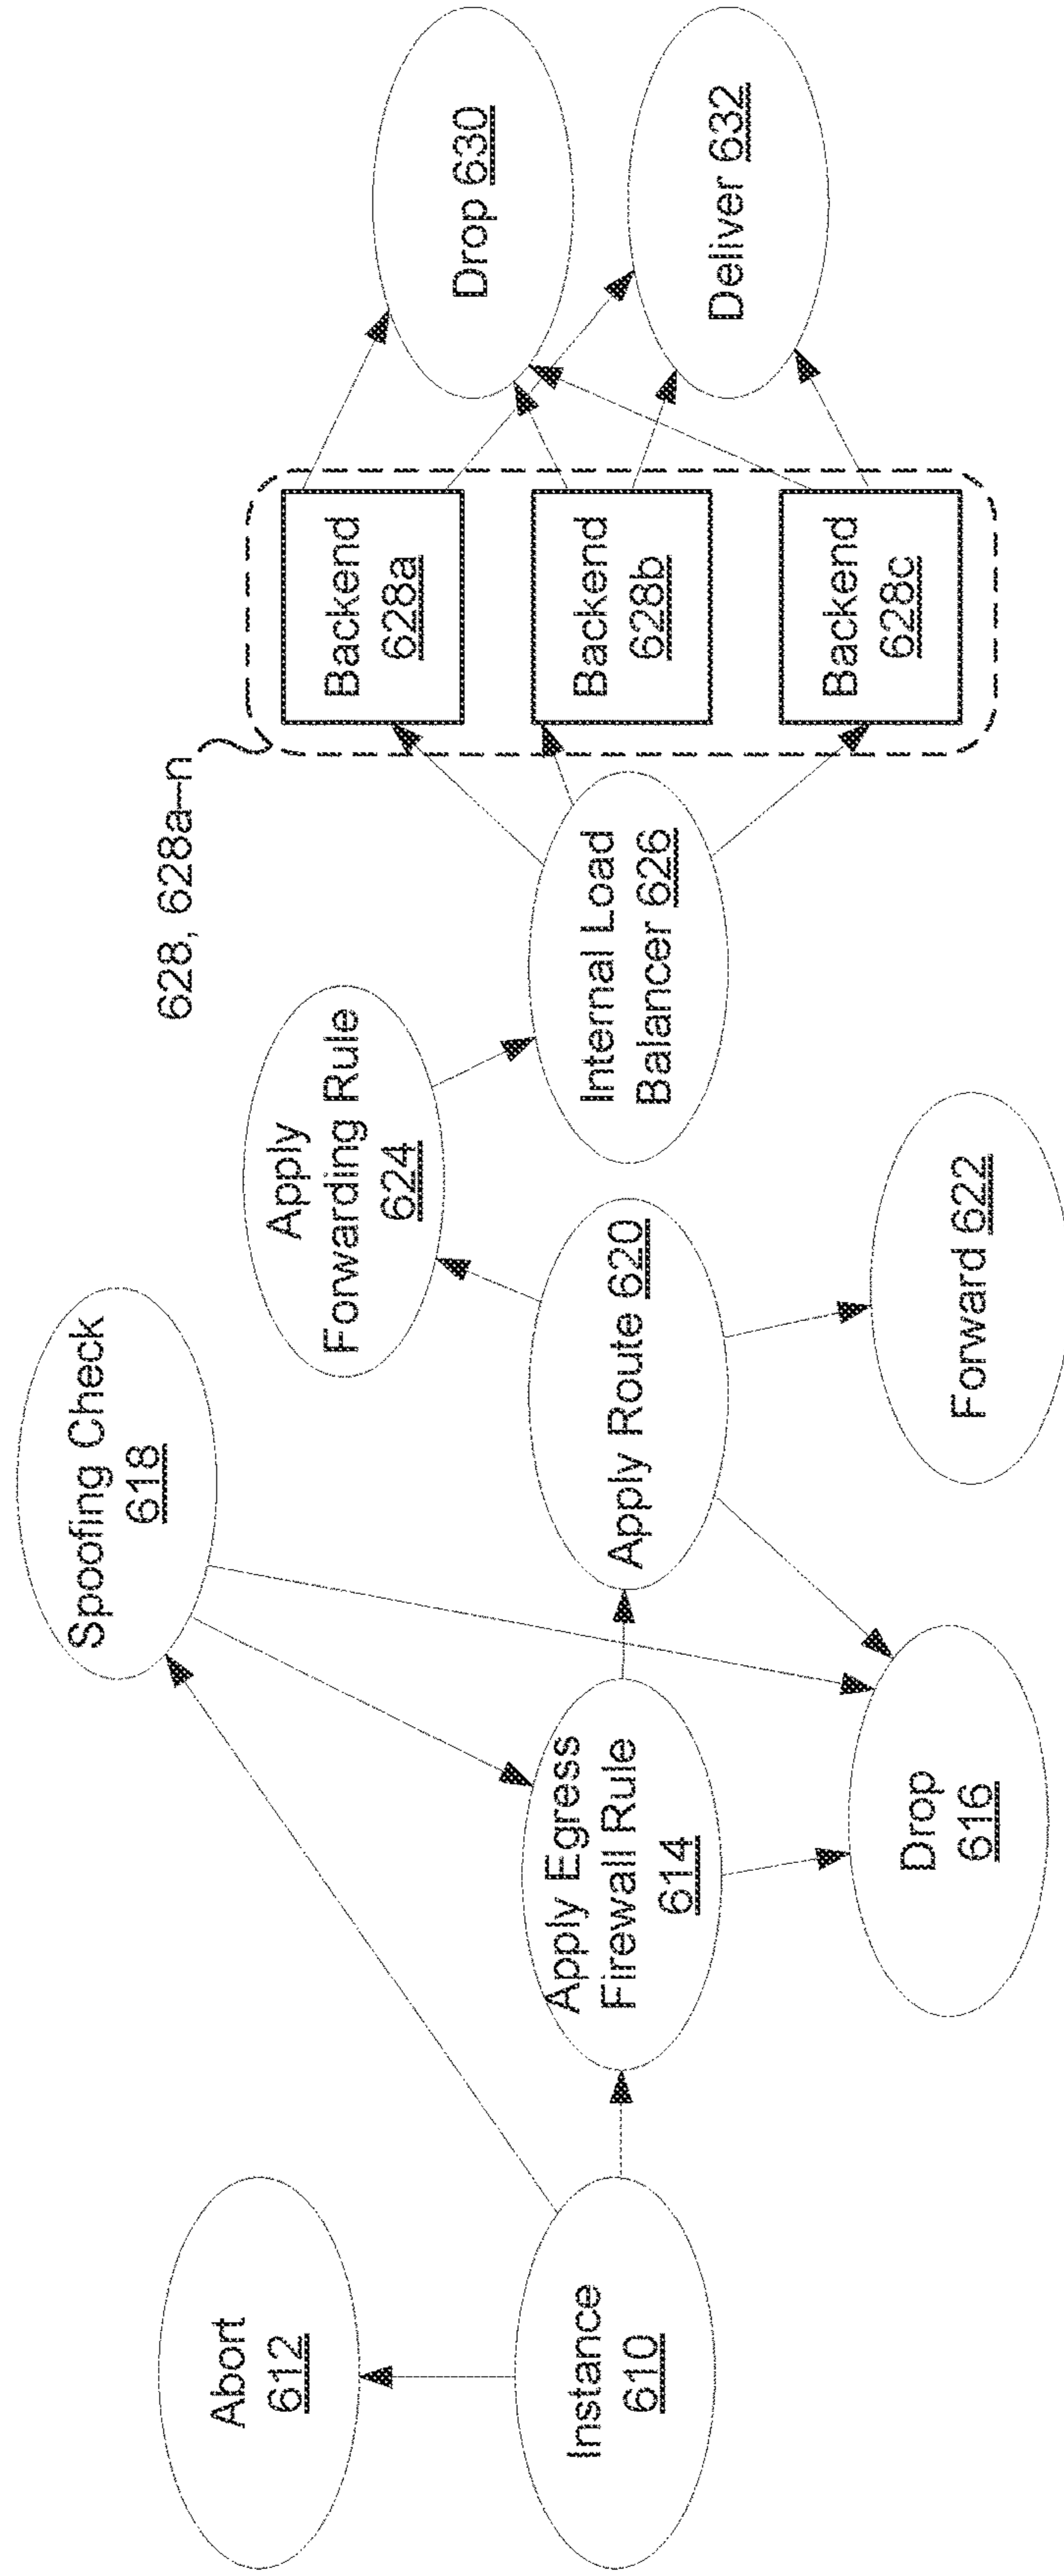 Abort
612
Instance
610
Spoofing Check
618
Apply Egress
Firewall Rule
614
Drop
616
Apply Route 620
Forward 622
Apply
Forwarding Rule
624
Internal Load
Balancer 626
628, 628a–n
Backend
628a
Backend
628b
Backend
628c
Drop 630
Deliver 632